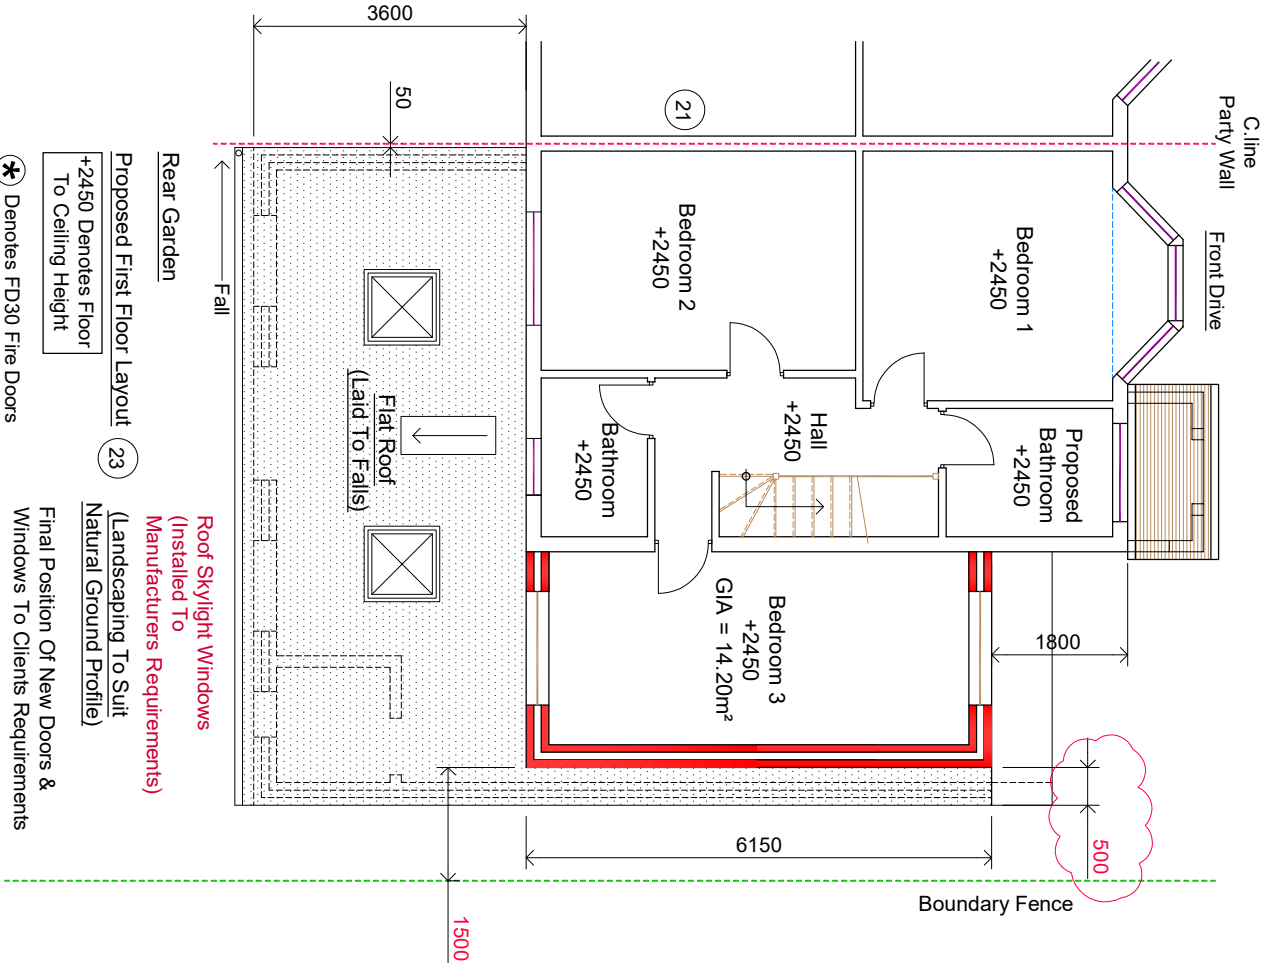 C.line
Party Wall
Front Drive
3600
50
21
Bedroom 1
+2450
Bedroom 2
+2450
Hall
+2450
Proposed
Bathroom
+2450
Bathroom
+2450
Bedroom 3
+2450
GIA = 14.20m²
1800
500
6150
1500
Boundary Fence
Flat Roof
(Laid To Falls)
Fall
Rear Garden
Proposed First Floor Layout
23
+2450 Denotes Floor
To Ceiling Height
* Denotes FD30 Fire Doors
Roof Skylight Windows
(Installed To
Manufacturers Requirements)
(Landscaping To Suit
Natural Ground Profile)
Final Position Of New Doors &
Windows To Clients Requirements